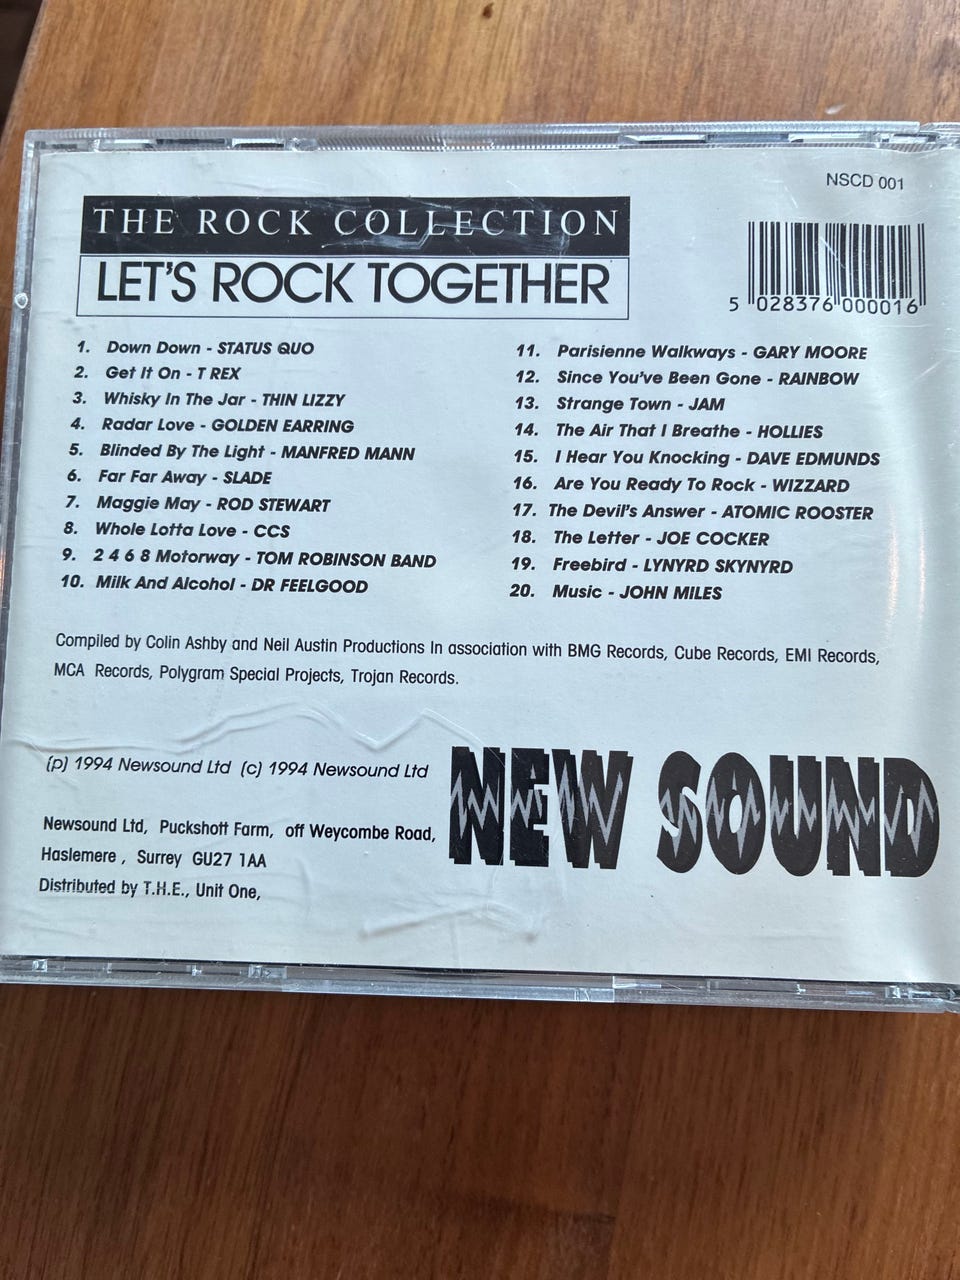 NSCD 001
THE ROCK COLLECTION
LET'S ROCK TOGETHER
5 028376 000016
1. Down Down - STATUS QUO
2. Get It On - T REX
3. Whisky In The Jar - THIN LIZZY
4. Radar Love - GOLDEN EARRING
5. Blinded By The Light - MANFRED MANN
6. Far Far Away - SLADE
7. Maggie May - ROD STEWART
8. Whole Lotta Love - CCS
9. 2 4 6 8 Motorway - TOM ROBINSON BAND
10. Milk And Alcohol - DR FEELGOOD
11. Parisienne Walkways - GARY MOORE
12. Since You've Been Gone - RAINBOW
13. Strange Town - JAM
14. The Air That I Breathe - HOLLIES
15. I Hear You Knocking - DAVE EDMUNDS
16. Are You Ready To Rock - WIZZARD
17. The Devil's Answer - ATOMIC ROOSTER
18. The Letter - JOE COCKER
19. Freebird - LYNYRD SKYNYRD
20. Music - JOHN MILES
Compiled by Colin Ashby and Neil Austin Productions In association with BMG Records, Cube Records, EMI Records,
MCA Records, Polygram Special Projects, Trojan Records.
(p) 1994 Newsound Ltd (c) 1994 Newsound Ltd
NEW SOUND
Newsound Ltd, Puckshott Farm, off Weycombe Road,
Haslemere , Surrey GU27 1AA
Distributed by T.H.E., Unit One,